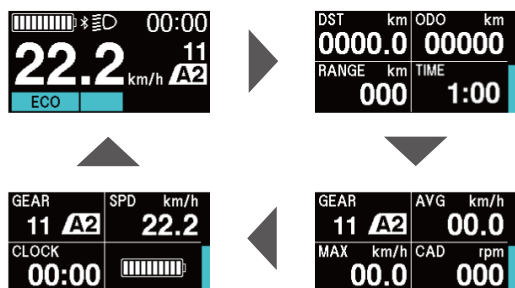 00:00
22.2 km/h 11 A2
ECO
DST km ODO km
0000.0 00000
RANGE km TIME
000 1:00
GEAR SPD km/h
11 A2 22.2
CLOCK
00:00
GEAR AVG km/h
11 A2 00.0
MAX km/h CAD rpm
00.0 000